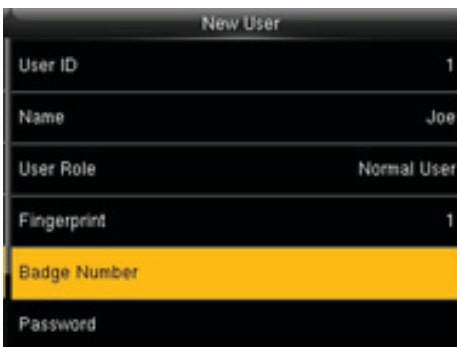 New User
User ID 1
Name Joe
User Role Normal User
Fingerprint 1
Badge Number
Password